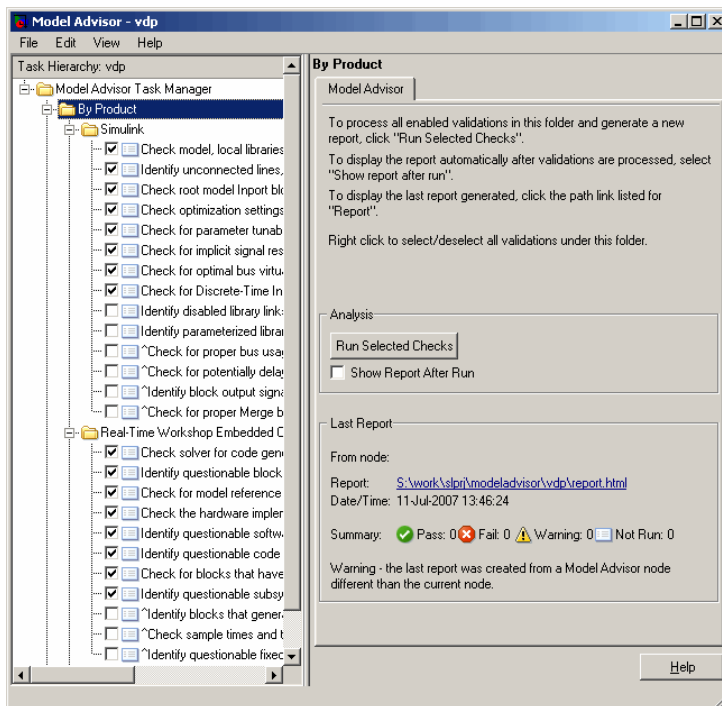 Model Advisor - vdp
File Edit View Help
Task Hierarchy: vdp
Model Advisor Task Manager
By Product
Simulink
Check model, local libraries
Identify unconnected lines,
Check root model Inport blo
Check optimization settings
Check for parameter tunab
Check for implicit signal res
Check for optimal bus virtu
Check for Discrete-Time In
Identify disabled library link
Identify parameterized librar
^Check for proper bus usag
^Check for potentially delay
^Identify block output signa
^Check for proper Merge b
Real-Time Workshop Embedded C
Check solver for code gen
Identify questionable block
Check for model reference
Check the hardware implem
Identify questionable softw
Identify questionable code
Check for blocks that have
Identify questionable subsy
^Identify blocks that genera
^Check sample times and t
^Identify questionable fixed
By Product
Model Advisor
To process all enabled validations in this folder and generate a new
report, click "Run Selected Checks".
To display the report automatically after validations are processed, select
"Show report after run".
To display the last report generated, click the path link listed for
"Report".
Right click to select/deselect all validations under this folder.
Analysis
Run Selected Checks
Show Report After Run
Last Report
From node:
Report: S:\work\slprj\modeladvisor\vdp\report.html
Date/Time: 11-Jul-2007 13:46:24
Summary: Pass: 0 Fail: 0 Warning: 0 Not Run: 0
Warning - the last report was created from a Model Advisor node
different than the current node.
Help